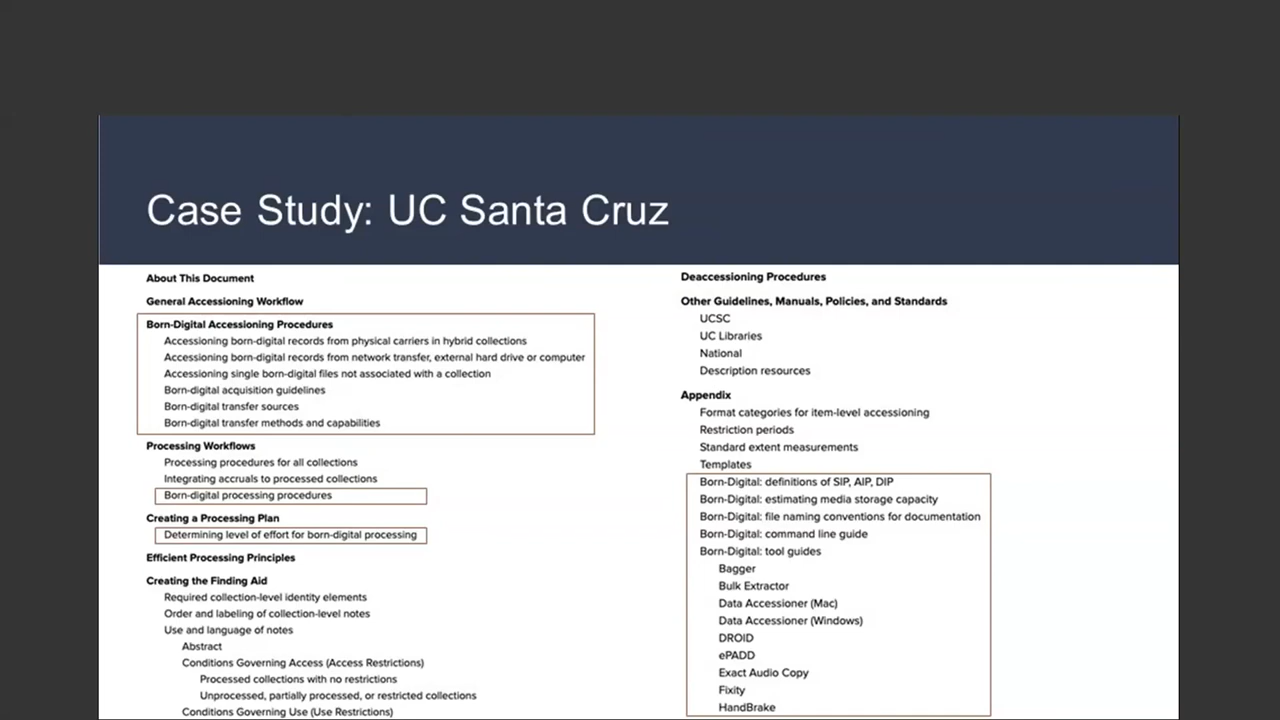 Case Study: UC Santa Cruz
About This Document
General Accessioning Workflow
Born-Digital Accessioning Procedures
Accessioning born-digital records from physical carriers in hybrid collections
Accessioning born-digital records from network transfer, external hard drive or computer
Accessioning single born-digital files not associated with a collection
Born-digital acquisition guidelines
Born-digital transfer sources
Born-digital transfer methods and capabilities
Processing Workflows
Processing procedures for all collections
Integrating accruals to processed collections
Born-digital processing procedures
Creating a Processing Plan
Determining level of effort for born-digital processing
Efficient Processing Principles
Creating the Finding Aid
Required collection-level identity elements
Order and labeling of collection-level notes
Use and language of notes
Abstract
Conditions Governing Access (Access Restrictions)
Processed collections with no restrictions
Unprocessed, partially processed, or restricted collections
Conditions Governing Use (Use Restrictions)
Deaccessioning Procedures
Other Guidelines, Manuals, Policies, and Standards
UCSC
UC Libraries
National
Description resources
Appendix
Format categories for item-level accessioning
Restriction periods
Standard extent measurements
Templates
Born-Digital: definitions of SIP, AIP, DIP
Born-Digital: estimating media storage capacity
Born-Digital: file naming conventions for documentation
Born-Digital: command line guide
Born-Digital: tool guides
Bagger
Bulk Extractor
Data Accessioner (Mac)
Data Accessioner (Windows)
DROID
ePADD
Exact Audio Copy
Fixity
HandBrake